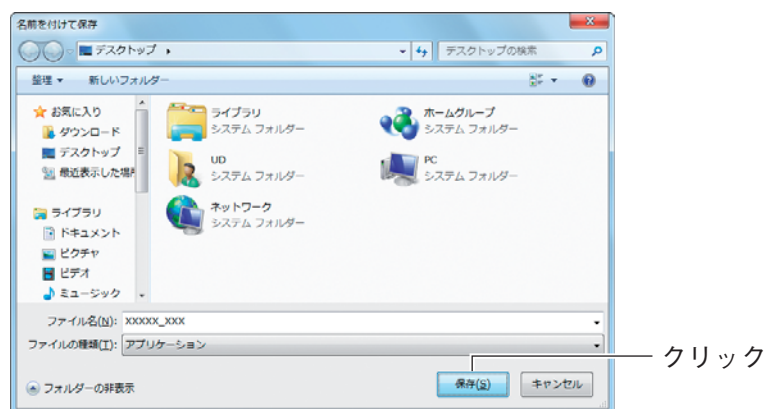 名前を付けて保存
デスクトップ
デスクトップの検索
整理
新しいフォルダー
お気に入り
ダウンロード
デスクトップ
最近表示した場所
ライブラリ
ドキュメント
ピクチャ
ビデオ
ミュージック
ライブラリ
システム フォルダー
ホームグループ
システム フォルダー
UD
システム フォルダー
PC
システム フォルダー
ネットワーク
システム フォルダー
ファイル名(N): XXXXX_XXX
ファイルの種類(T): アプリケーション
フォルダーの非表示
保存(S)
キャンセル
クリック